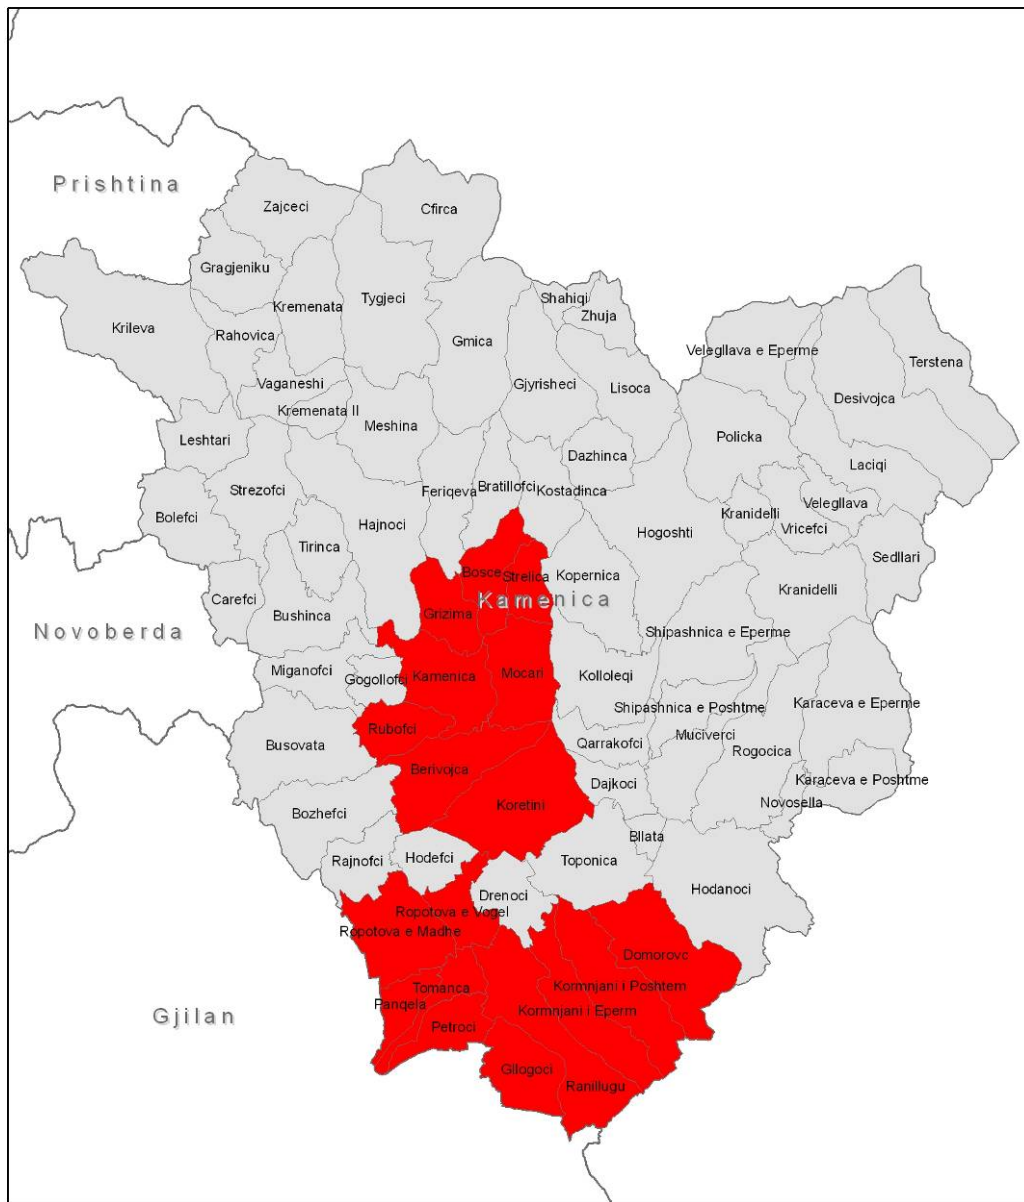 Prishtina
Zajceci
Cfirca
Gragjeniku
Tygjeci
Shahiqi
Zhuja
Kremenata
Krileva
Rahovica
Gmica
Velegllava e Eperme
Terstena
Vaganeshi
Gjyrisheci
Lisoca
Desivojca
Kremenata II
Meshina
Leshtari
Policka
Dazhinca
Laciqi
Strezofci
Feriqeva
Bratillofci
Kostadinca
Velegllava
Bolefci
Hajnoci
Hogoshti
Kranidelli
Vricefci
Tirinca
Sedllari
Bosce
Strelica
Kopernica
Kranidelli
Carefci
Kamenica
Bushinca
Grizima
Novoberda
Shipashnica e Eperme
Miganofci
Gogollofci
Kamenica
Mocari
Kolloleqi
Shipashnica e Poshtme
Karaceva e Eperme
Rubofci
Busovata
Qarrakofci
Muciverci
Rogocica
Berivojca
Dajkoci
Karaceva e Poshtme
Koretini
Novosella
Bozhefci
Bllata
Rajnofci
Hodefci
Toponica
Hodanoci
Drenoci
Ropotova e Vogel
Ropotova e Madhe
Domorovc
Tomanca
Kormnjani i Poshtem
Panqela
Kormnjani i Eperm
Gjilan
Petroci
Gllogoci
Ranillugu